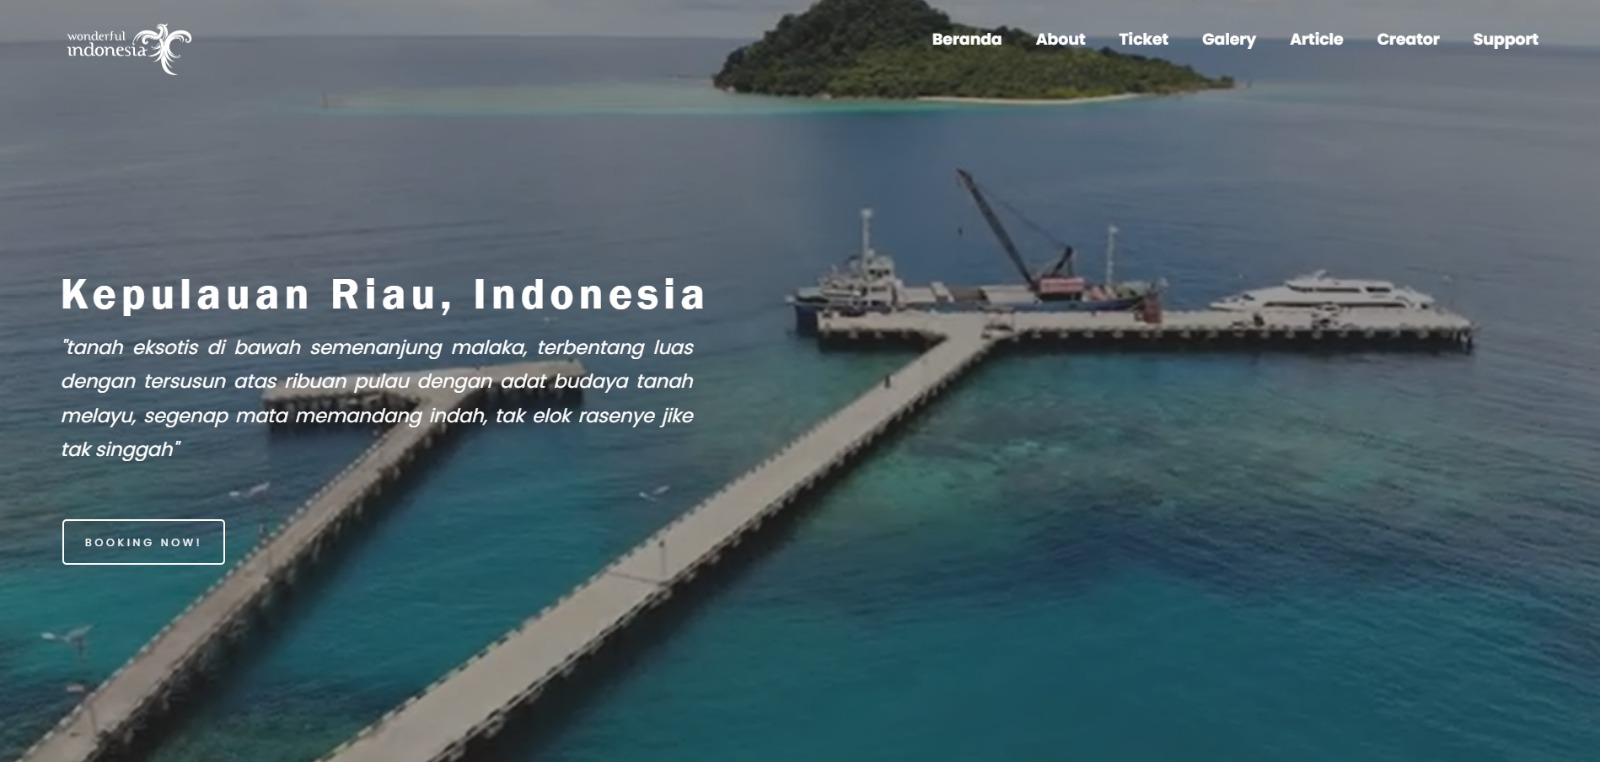 wonderful
indonesia
Beranda About Ticket Galery Article Creator Support
Kepulauan Riau, Indonesia
"tanah eksotis di bawah semenanjung malaka, terbentang luas
dengan tersusun atas ribuan pulau dengan adat budaya tanah
melayu, segenap mata memandang indah, tak elok rasenye jike
tak singgah"
BOOKING NOW!